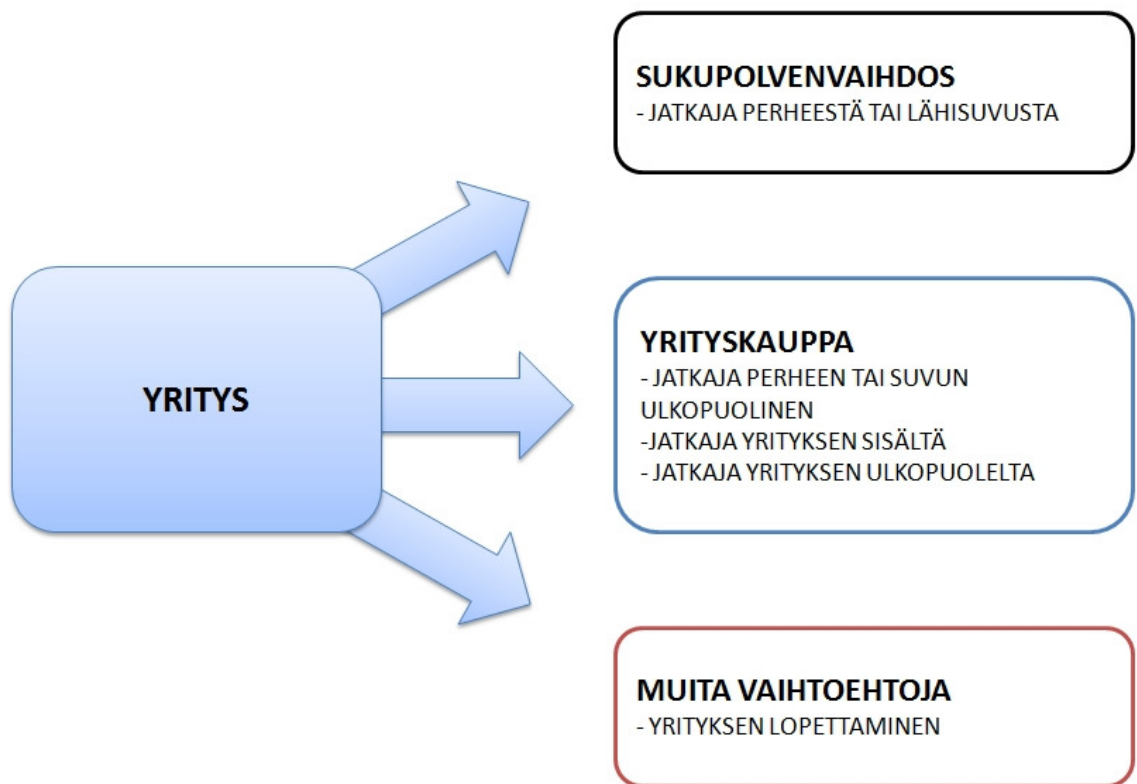 SUKUPOLVENVAIHDOS
- JATKAJA PERHEESTÄ TAI LÄHISUVUSTA
YRITYS
YRITYSKAUPPA
- JATKAJA PERHEEN TAI SUVUN
ULKOPUOLINEN
-JATKAJA YRITYKSEN SISÄLTÄ
- JATKAJA YRITYKSEN ULKOPUOLELTA
MUITA VAIHTOEHTOJA
- YRITYKSEN LOPETTAMINEN